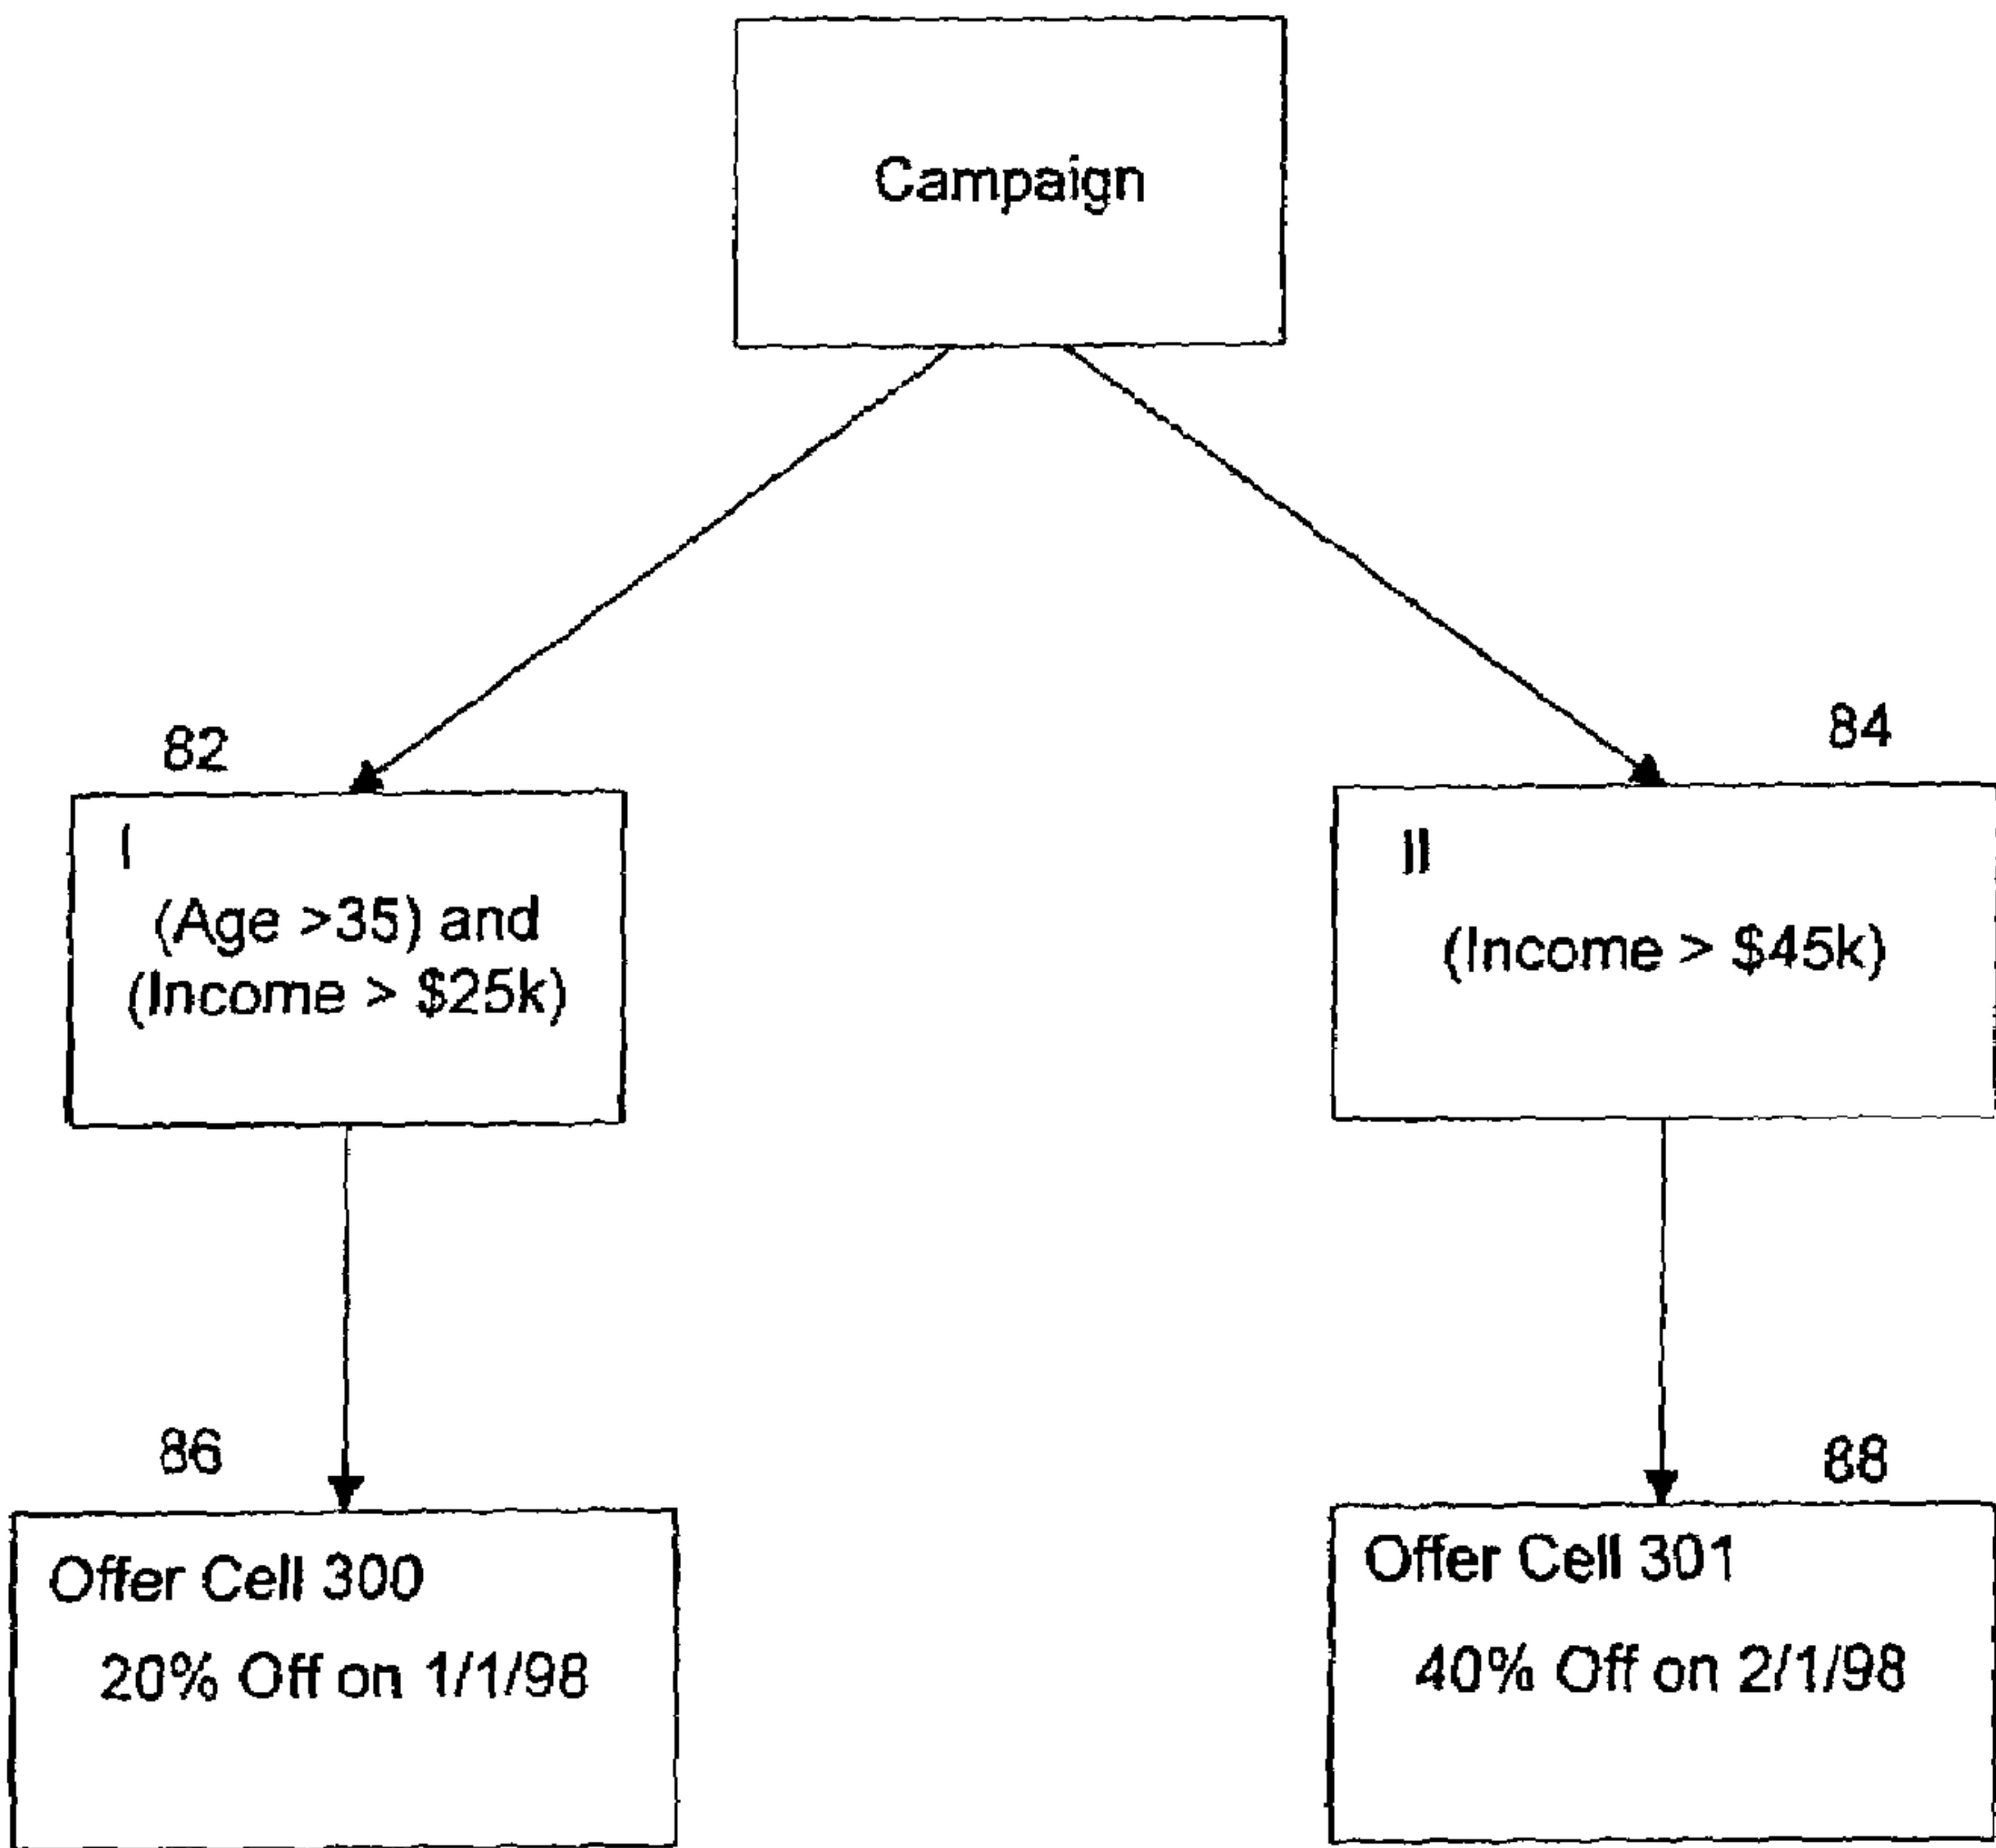 Campaign
82
84
I
(Age >35) and
(Income > $25k)
II
(Income > $45k)
86
88
Offer Cell 300
20% Off on 1/1/98
Offer Cell 301
40% Off on 2/1/98